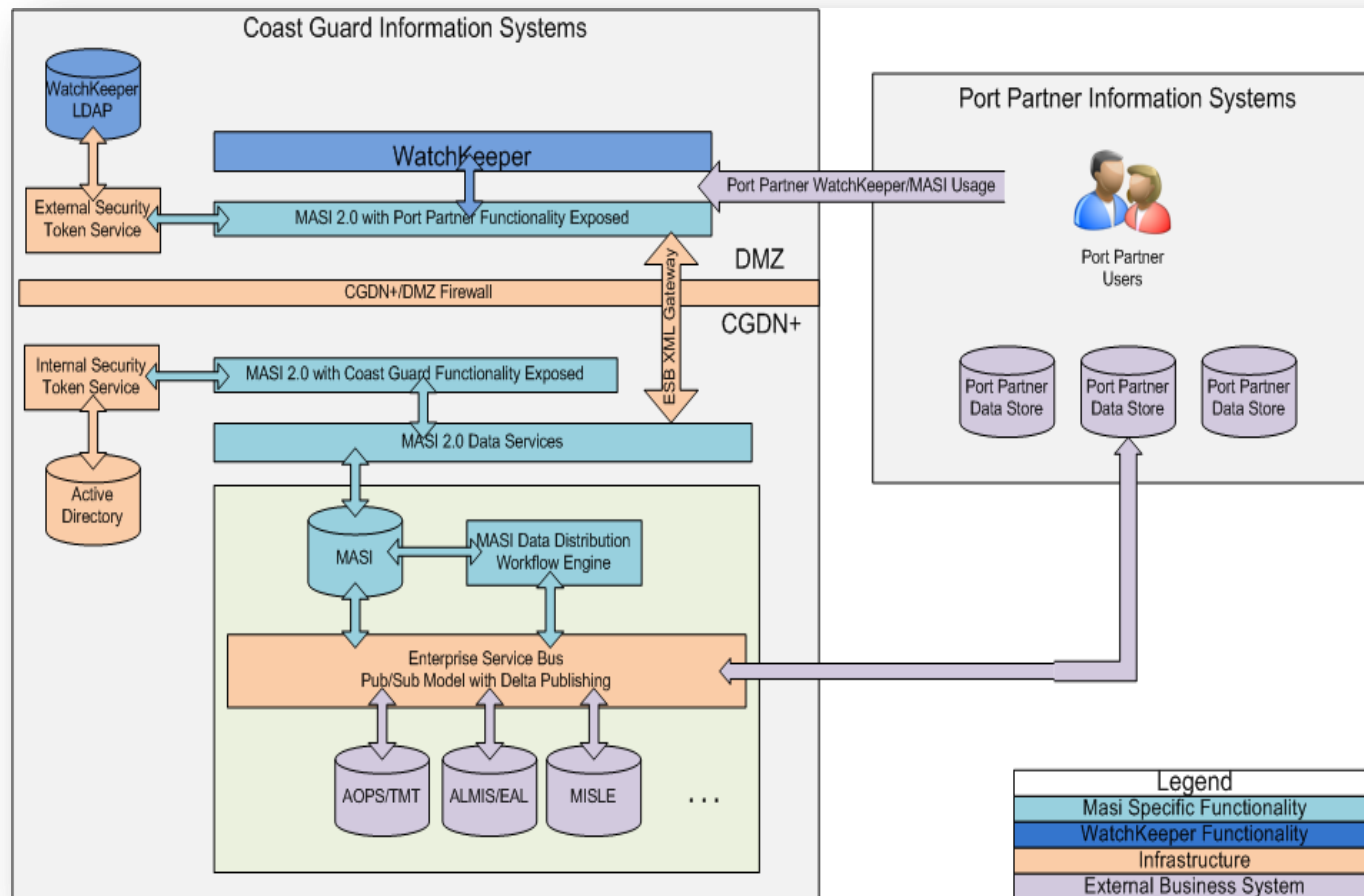 Coast Guard Information Systems
WatchKeeper
LDAP
WatchKeeper
External Security
Token Service
MASI 2.0 with Port Partner Functionality Exposed
Port Partner WatchKeeper/MASI Usage
DMZ
CGDN+/DMZ Firewall
CGDN+
ESB XML Gateway
Internal Security
Token Service
MASI 2.0 with Coast Guard Functionality Exposed
MASI 2.0 Data Services
Active
Directory
MASI
MASI Data Distribution
Workflow Engine
Enterprise Service Bus
Pub/Sub Model with Delta Publishing
AOPS/TMT
ALMIS/EAL
MISLE
...
Port Partner Information Systems
Port Partner
Users
Port Partner
Data Store
Port Partner
Data Store
Port Partner
Data Store
Legend
Masi Specific Functionality
WatchKeeper Functionality
Infrastructure
External Business System